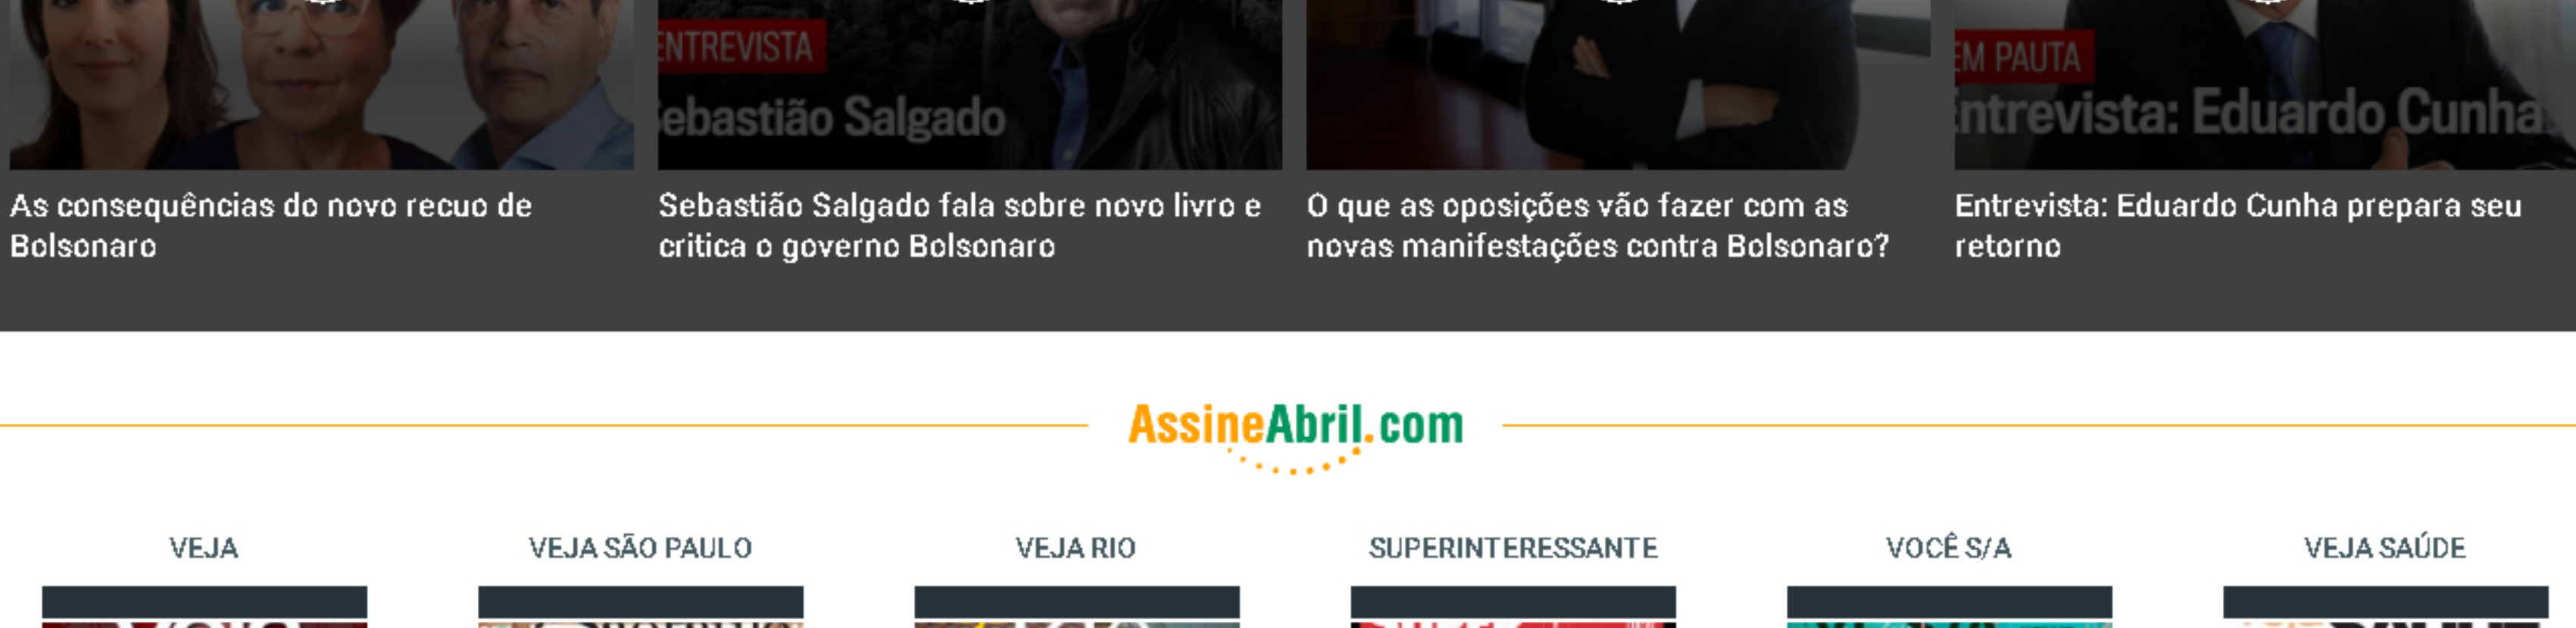 ENTREVISTA
ebastião Salgado
EM PAUTA
ntrevista: Eduardo Cunha
As consequências do novo recuo de
Bolsonaro
Sebastião Salgado fala sobre novo livro e
critica o governo Bolsonaro
O que as oposições vão fazer com as
novas manifestações contra Bolsonaro?
Entrevista: Eduardo Cunha prepara seu
retorno
AssineAbril.com
VEJA
VEJA SÃO PAULO
VEJA RIO
SUPERINTERESSANTE
VOCÊ S/A
VEJA SAÚDE